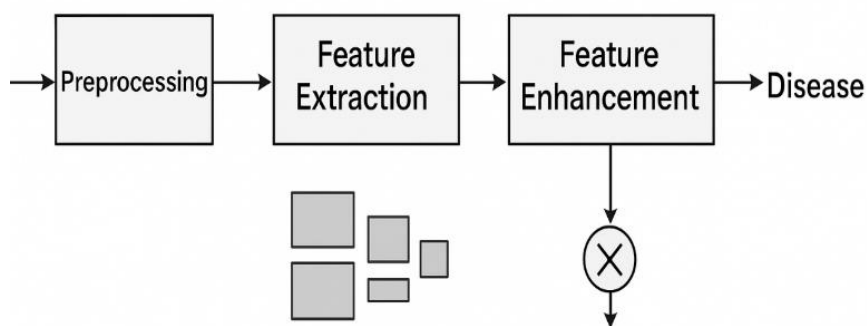 Preprocessing
Feature
Extraction
Feature
Enhancement
Disease
X